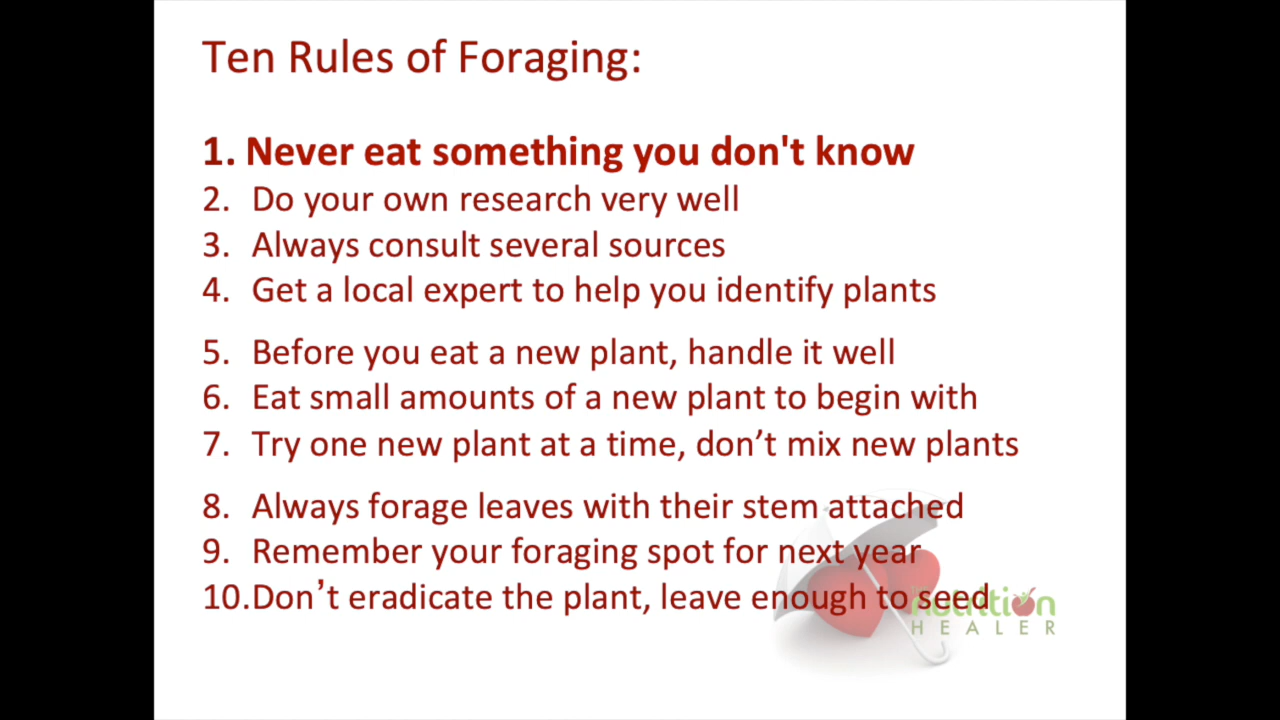 Ten Rules of Foraging:
1. Never eat something you don't know
2. Do your own research very well
3. Always consult several sources
4. Get a local expert to help you identify plants
5. Before you eat a new plant, handle it well
6. Eat small amounts of a new plant to begin with
7. Try one new plant at a time, don’t mix new plants
8. Always forage leaves with their stem attached
9. Remember your foraging spot for next year
10.Don’t eradicate the plant, leave enough to seed
nutrition
HEALER